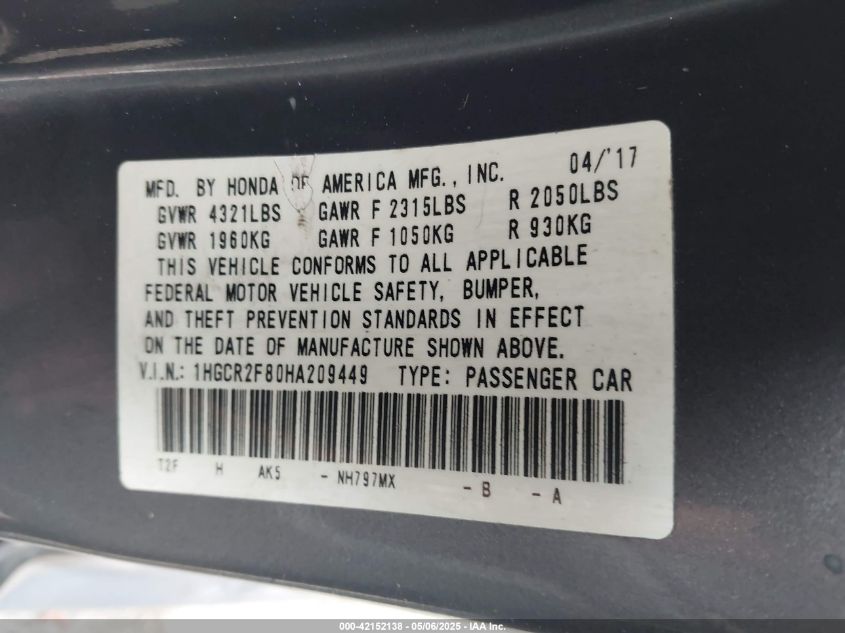 MFD. BY HONDA OF AMERICA MFG., INC. 04/'17
GVWR 4321LBS GAWR F 2315LBS R 2050LBS
GVWR 1960KG GAWR F 1050KG R 930KG
THIS VEHICLE CONFORMS TO ALL APPLICABLE
FEDERAL MOTOR VEHICLE SAFETY, BUMPER,
AND THEFT PREVENTION STANDARDS IN EFFECT
ON THE DATE OF MANUFACTURE SHOWN ABOVE.
V.I.N.: 1HGCR2F80HA209449 TYPE: PASSENGER CAR
T2F H AK5 - NH797MX - B - A
000-42152138 - 05/06/2025 - IAA Inc.